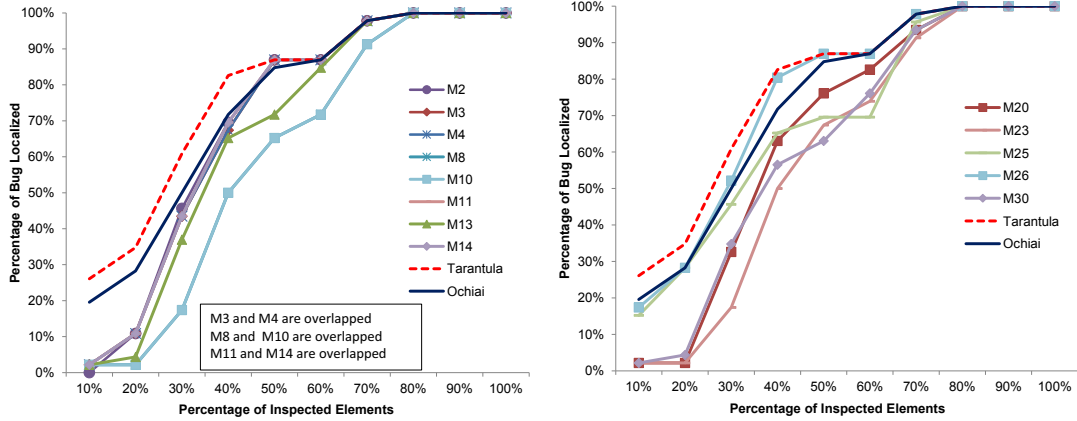 100%
90%
80%
70%
60%
50%
40%
30%
20%
10%
0%
Percentage of Bug Localized
10% 20% 30% 40% 50% 60% 70% 80% 90% 100%
Percentage of Inspected Elements
M2
M3
M4
M8
M10
M11
M13
M14
Tarantula
Ochiai
M3 and M4 are overlapped
M8 and M10 are overlapped
M11 and M14 are overlapped
100%
90%
80%
70%
60%
50%
40%
30%
20%
10%
0%
Percentage of Bug Localized
10% 20% 30% 40% 50% 60% 70% 80% 90% 100%
Percentage of Inspected Elements
M20
M23
M25
M26
M30
Tarantula
Ochiai